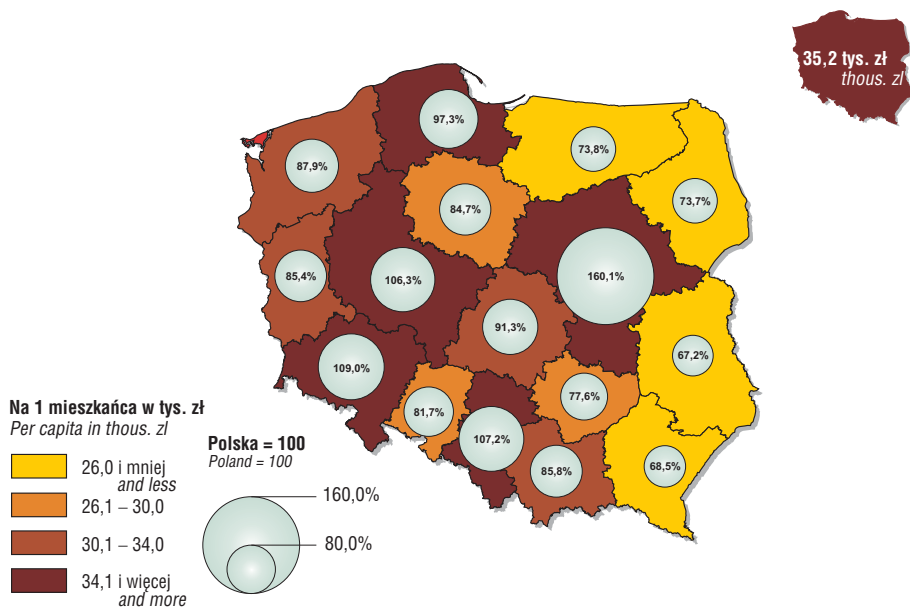 35,2 tys. zł
thous. zl
97,3%
73,8%
87,9%
84,7%
73,7%
85,4%
106,3%
160,1%
91,3%
67,2%
109,0%
77,6%
81,7%
107,2%
85,8%
68,5%
Na 1 mieszkańca w tys. zł
Per capita in thous. zl
26,0 i mniej
and less
26,1 – 30,0
30,1 – 34,0
34,1 i więcej
and more
Polska = 100
Poland = 100
160,0%
80,0%